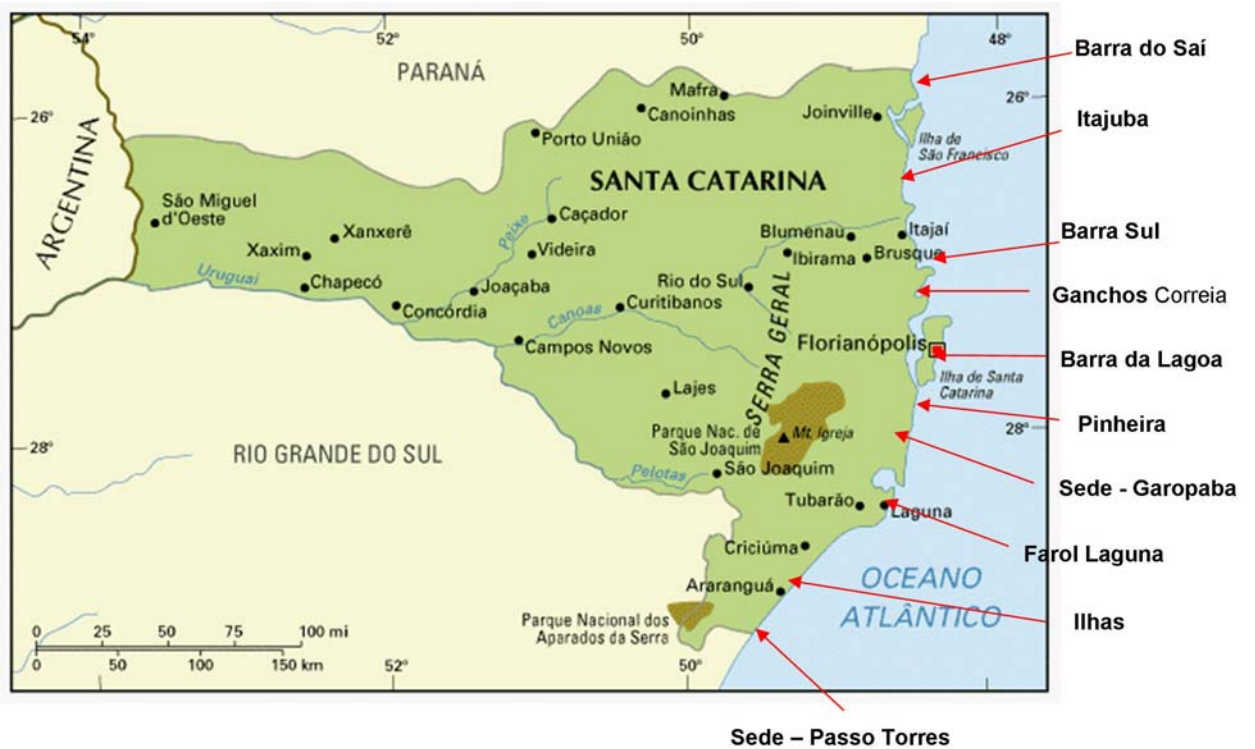 54°
52°
50°
48°
PARANÁ
Barra do Saí
Mafra
Canoinhas
Joinville
26°
26°
Porto União
Ilha de
São Francisco
Itajuba
ARGENTINA
SANTA CATARINA
São Miguel
d'Oeste
Caçador
Peixe
Xanxerê
Blumenau
Itajaí
Barra Sul
Xaxim
Videira
Ibirama
Brusque
Uruguai
Chapecó
Joaçaba
Rio do Sul
Ganchos Correia
Concórdia
Curitibanos
Canoas
SERRA GERAL
Campos Novos
Florianópolis
Barra da Lagoa
Ilha de Santa
Catarina
Lajes
Pinheira
Parque Nac. de
São Joaquim
Mt. Igreja
28°
28°
RIO GRANDE DO SUL
Pelotas
São Joaquim
Sede - Garopaba
Tubarão
Laguna
Criciúma
Farol Laguna
OCEANO
ATLÂNTICO
Araranguá
Ilhas
Parque Nacional dos
Aparados da Serra
0 25 50 75 100 mi
0 50 100 150 km
52°
50°
Sede – Passo Torres